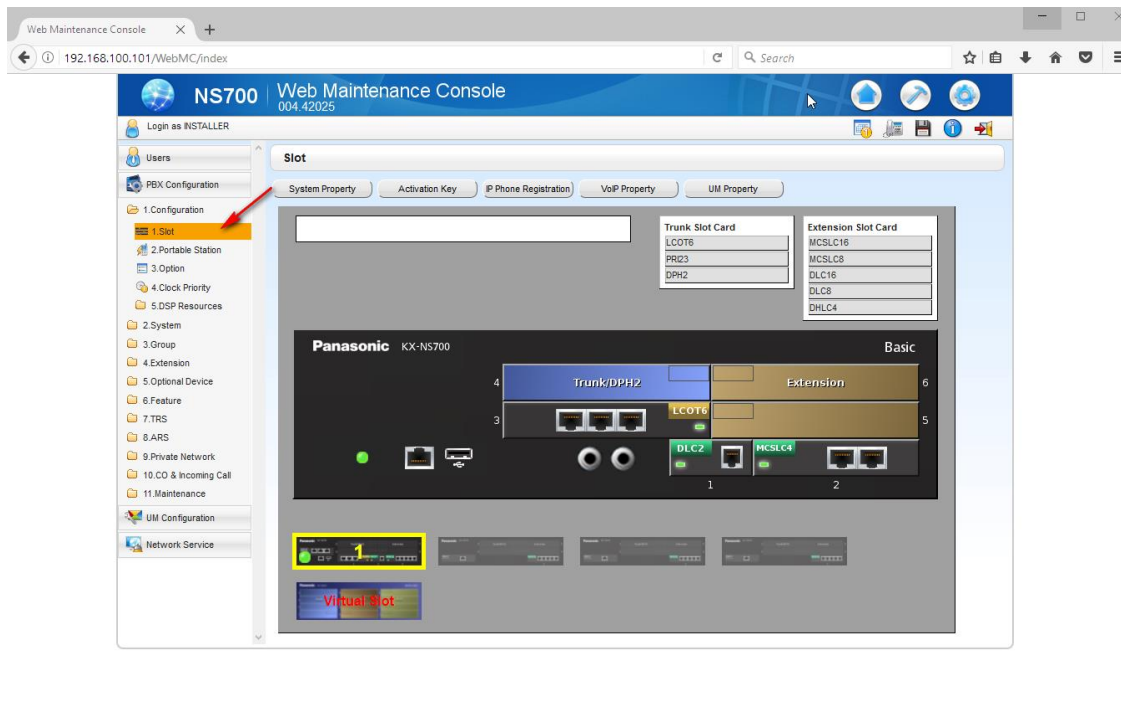 Web Maintenance Console
192.168.100.101/WebMC/index
Search
NS700
Web Maintenance Console
004.42025
Login as INSTALLER
Users
PBX Configuration
1.Configuration
1.Slot
2.Portable Station
3.Option
4.Clock Priority
5.DSP Resources
2.System
3.Group
4.Extension
5.Optional Device
6.Feature
7.TRS
8.ARS
9.Private Network
10.CO & Incoming Call
11.Maintenance
UM Configuration
Network Service
Slot
System Property
Activation Key
IP Phone Registration
VoIP Property
UM Property
Trunk Slot Card
LCOT6
PRI23
DPH2
Extension Slot Card
MCSLC16
MCSLC8
DLC16
DLC8
DHLC4
Panasonic KX-NS700
Basic
4 Trunk/DPH2 Extension 6
3 LCOT6 5
DLC2 MCSLC4
1 2
1
Virtual Slot